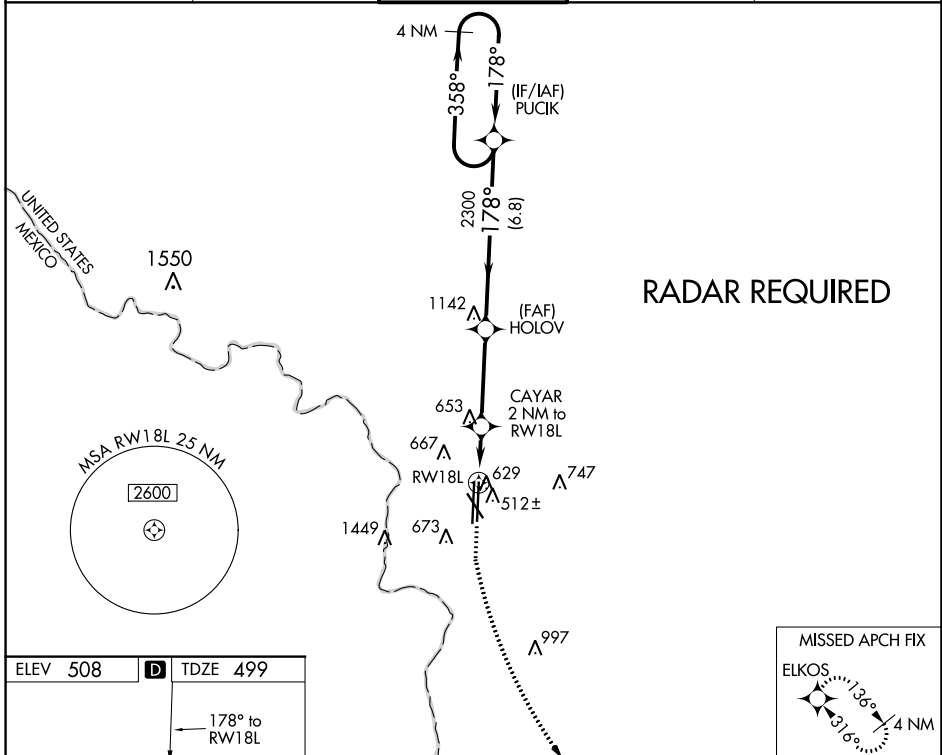 4 NM
358°
178°
(IF/IAF)
PUCIK
2300
178°
(6.8)
UNITED STATES
MEXICO
1550
RADAR REQUIRED
1142
(FAF)
HOLOV
CAYAR
2 NM to
RW18L
653
667
MSA RW18L 25 NM
2600
RW18L
629
747
512±
1449
673
997
MISSED APCH FIX
ELKOS
136°
316°
4 NM
ELEV 508
D
TDZE 499
178° to
RW18L